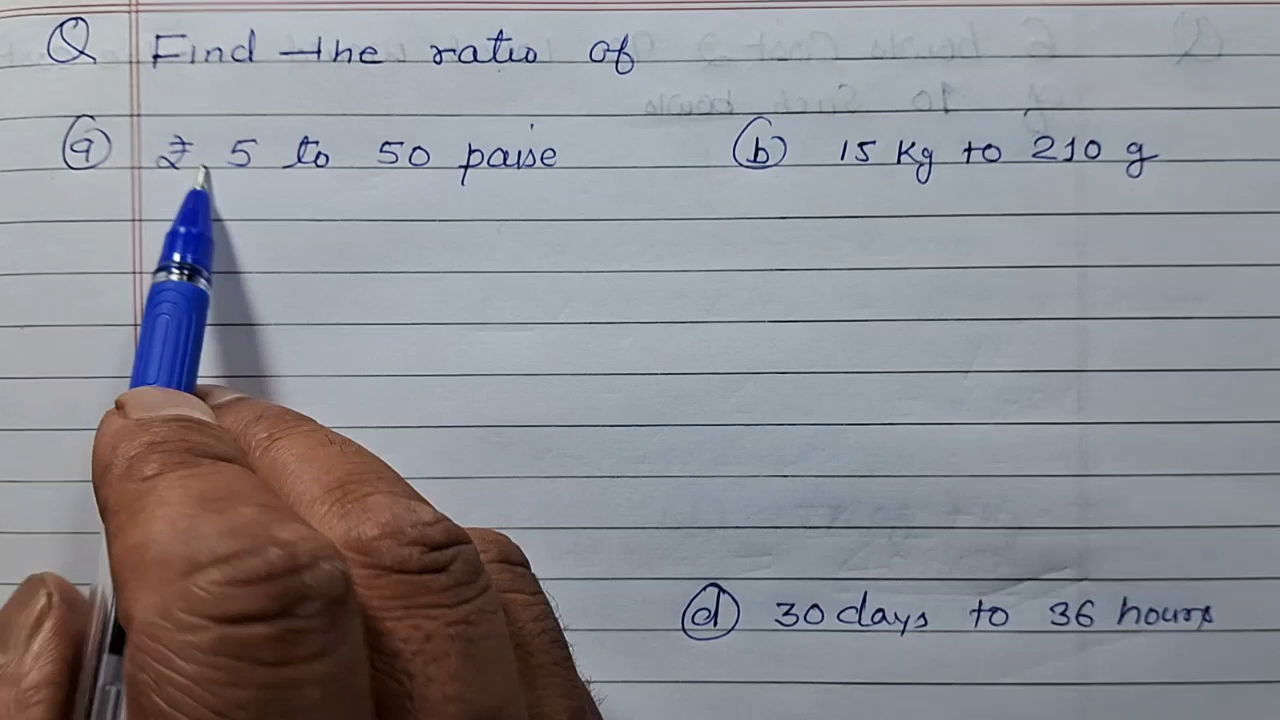 Q Find the ratio of
(a) ₹ 5 to 50 paise (b) 15 Kg to 210 g
(d) 30 days to 36 hours